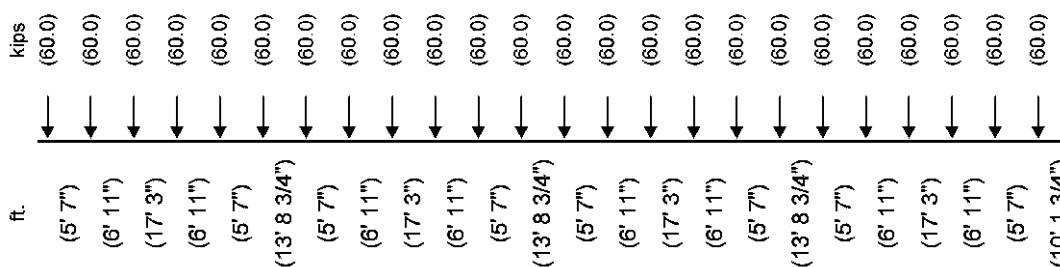 kips (60.0) (60.0) (60.0) (60.0) (60.0) (60.0) (60.0) (60.0) (60.0) (60.0) (60.0) (60.0) (60.0) (60.0) (60.0) (60.0) (60.0) (60.0) (60.0) (60.0) (60.0) (60.0) (60.0) (60.0)
ft. (5' 7") (6' 11") (17' 3") (6' 11") (5' 7") (13' 8 3/4") (5' 7") (6' 11") (17' 3") (6' 11") (5' 7") (13' 8 3/4") (5' 7") (6' 11") (17' 3") (6' 11") (5' 7") (13' 8 3/4") (5' 7") (6' 11") (17' 3") (6' 11") (5' 7") (10' 1 3/4")